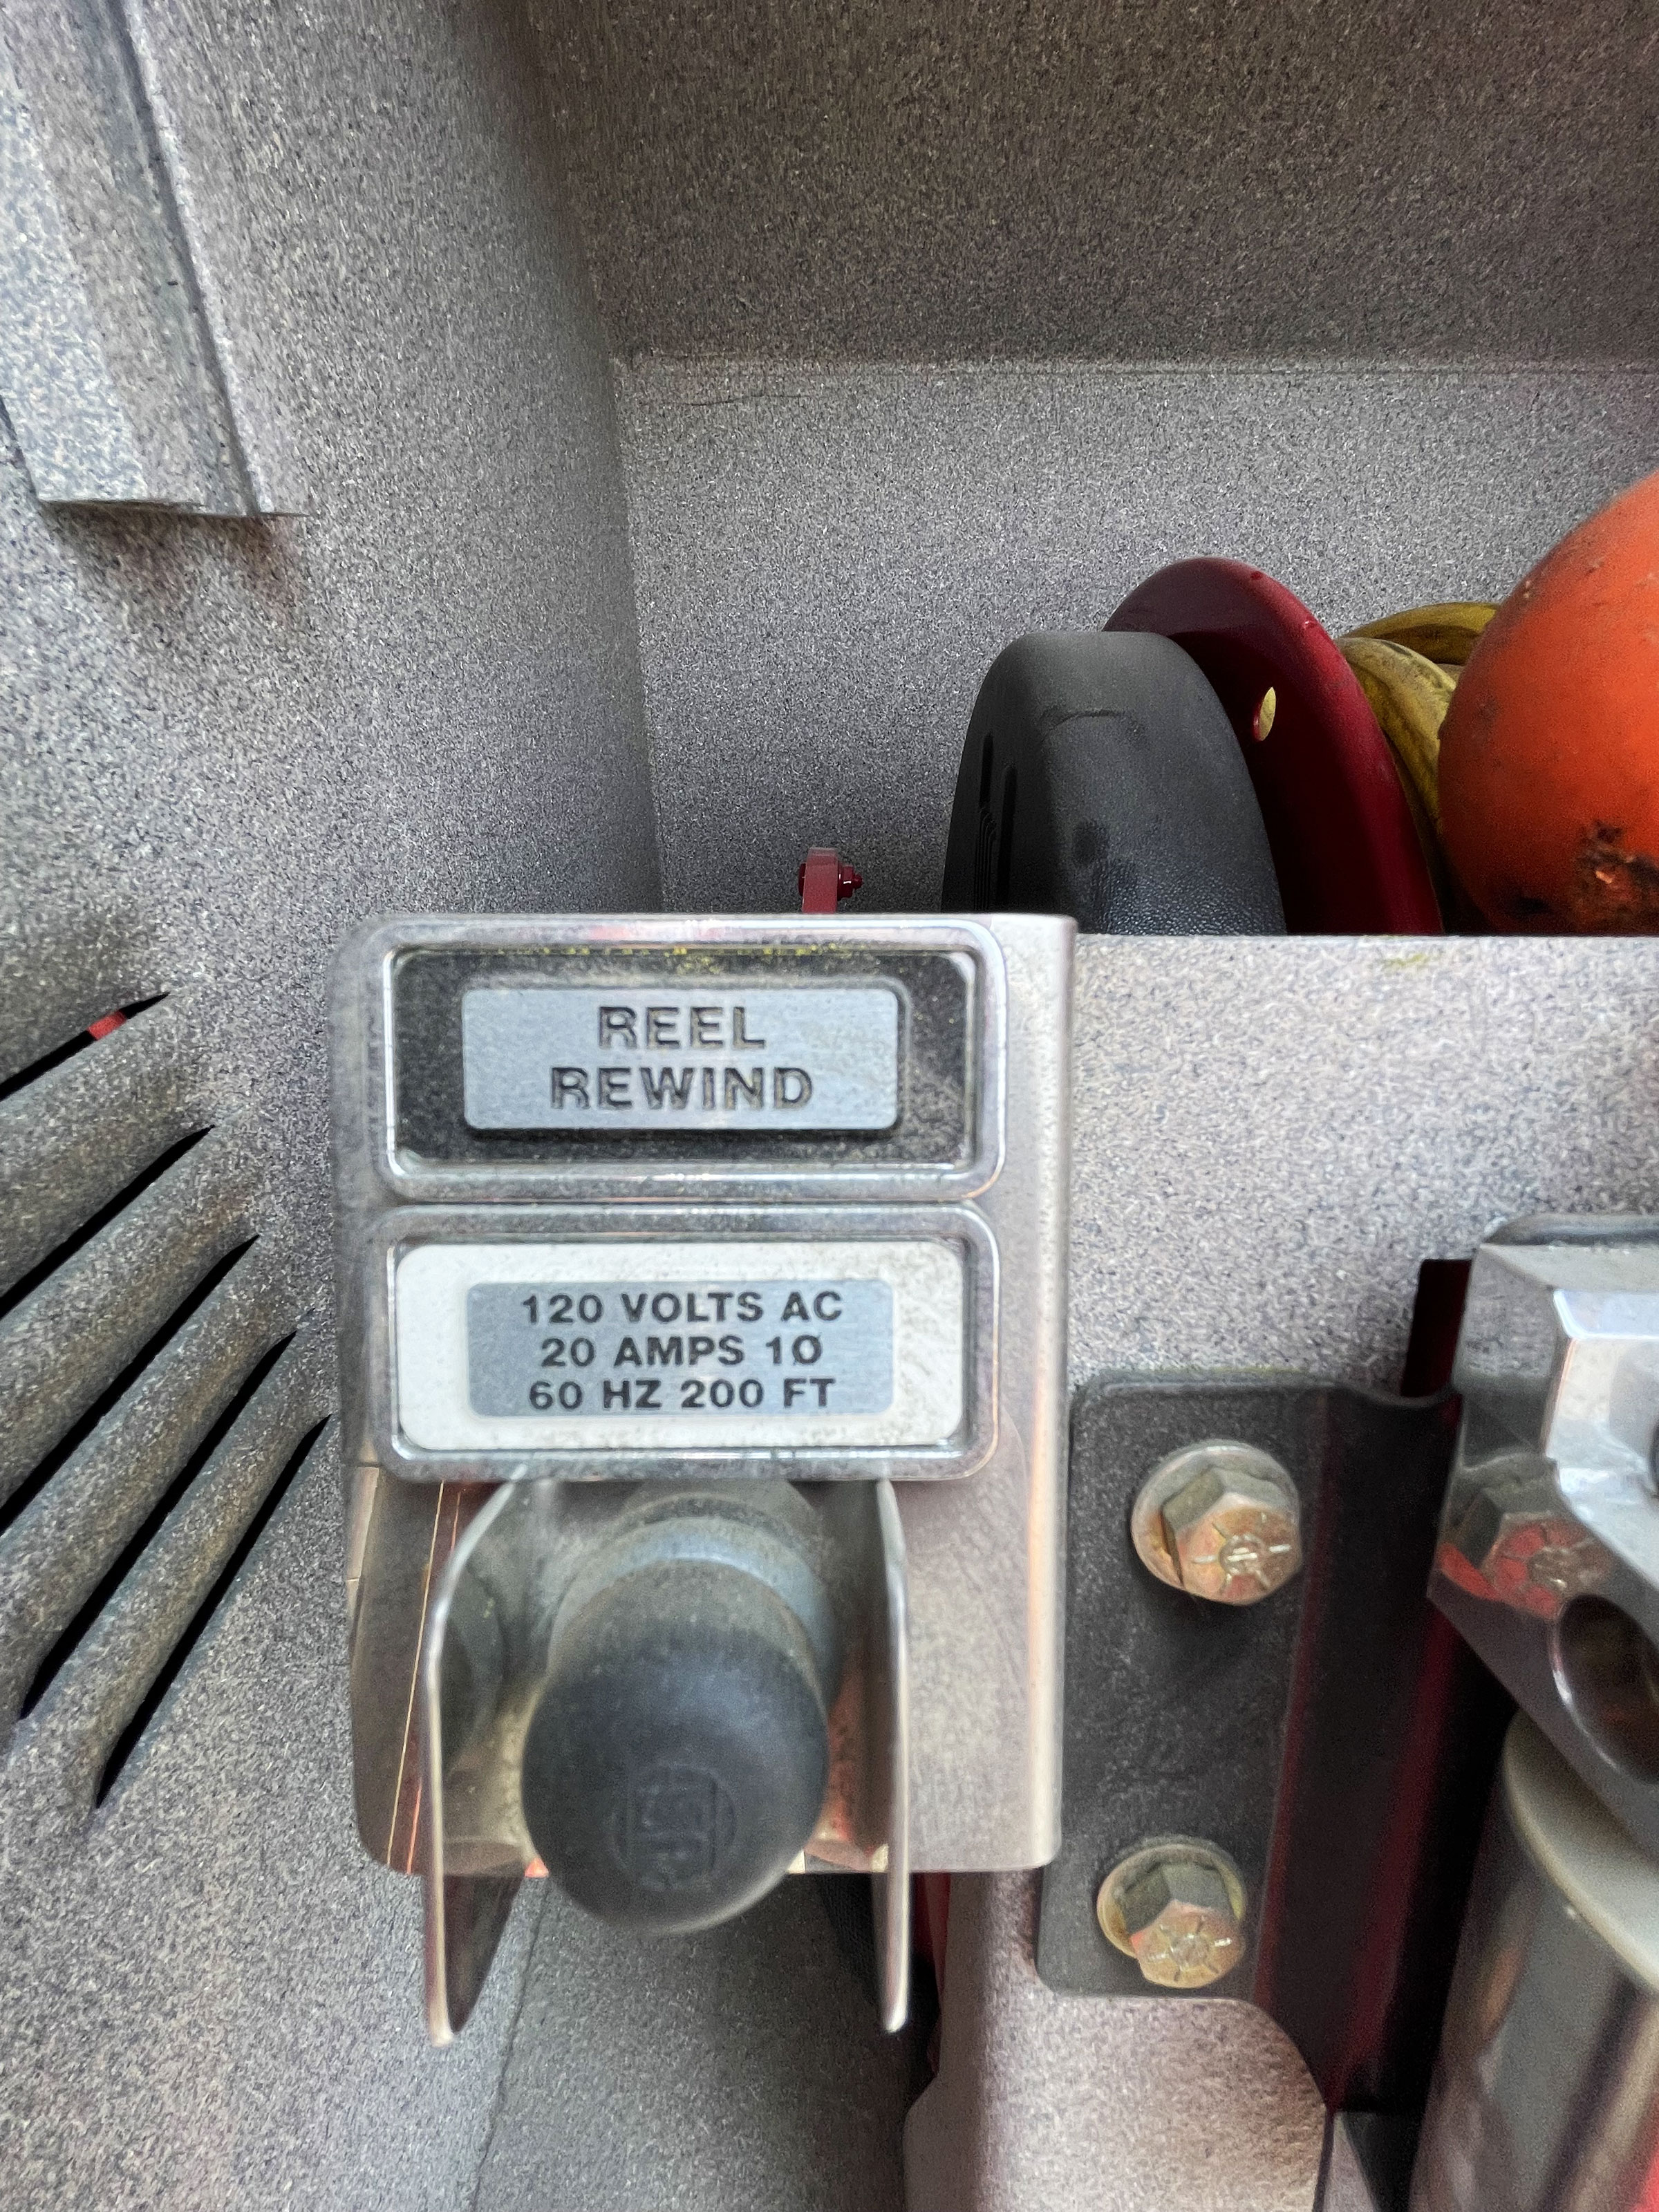 REEL
REWIND
120 VOLTS AC
20 AMPS 1Ø
60 HZ 200 FT